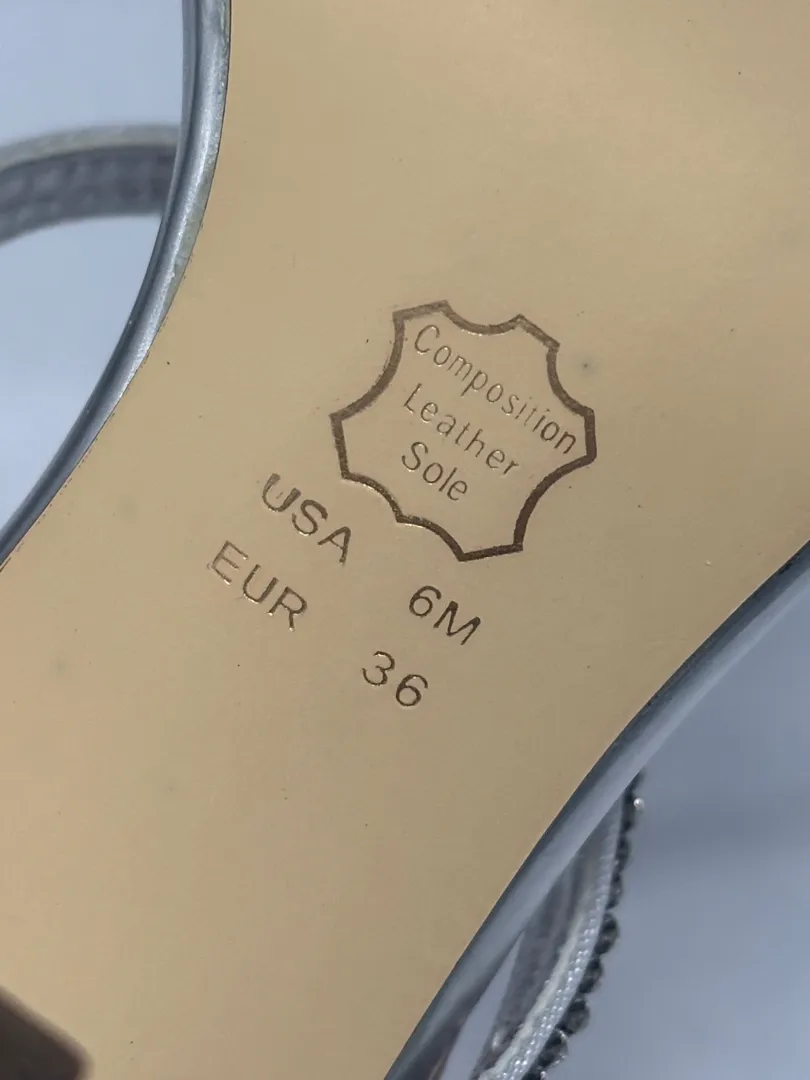 Composition
Leather
Sole
USA 6M
EUR 36